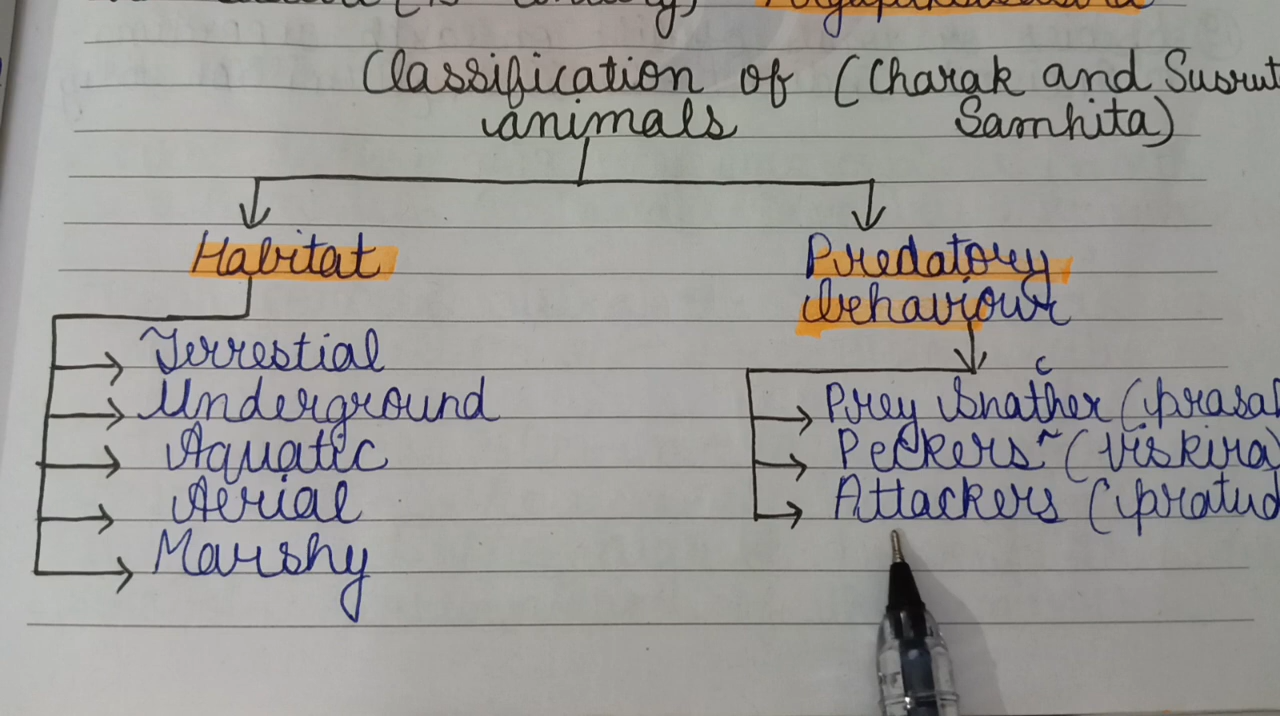 Classification of (Charak and Susrut
animals Samhita)
Habitat
Predatory
behaviour
Terrestial
Underground
Aquatic
Aerial
Marshy
c
Prey Snather (prasa
Peckers (viskira)
Attackers (pratud